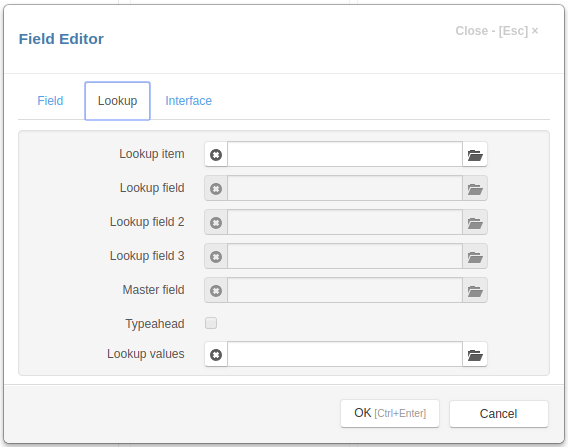 Field Editor
Close - [Esc] ×
Field
Lookup
Interface
Lookup item
Lookup field
Lookup field 2
Lookup field 3
Master field
Typeahead
Lookup values
OK [Ctrl+Enter]
Cancel